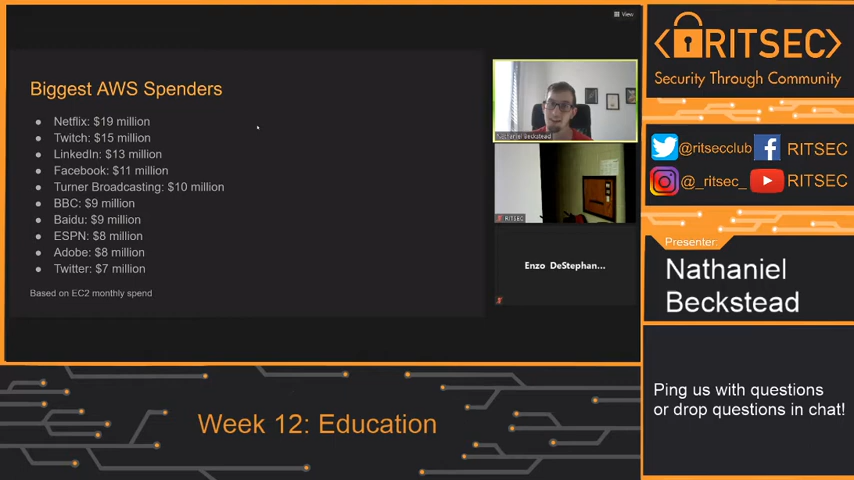 View
Biggest AWS Spenders
● Netflix: $19 million
● Twitch: $15 million
● LinkedIn: $13 million
● Facebook: $11 million
● Turner Broadcasting: $10 million
● BBC: $9 million
● Baidu: $9 million
● ESPN: $8 million
● Adobe: $8 million
● Twitter: $7 million
Based on EC2 monthly spend
Nathaniel Beckstead
RITSEC
Enzo DeStephan...
<RITSEC>
Security Through Community
@ritsecclub
RITSEC
@_ritsec_
RITSEC
Presenter:
Nathaniel
Beckstead
Ping us with questions
or drop questions in chat!
Week 12: Education